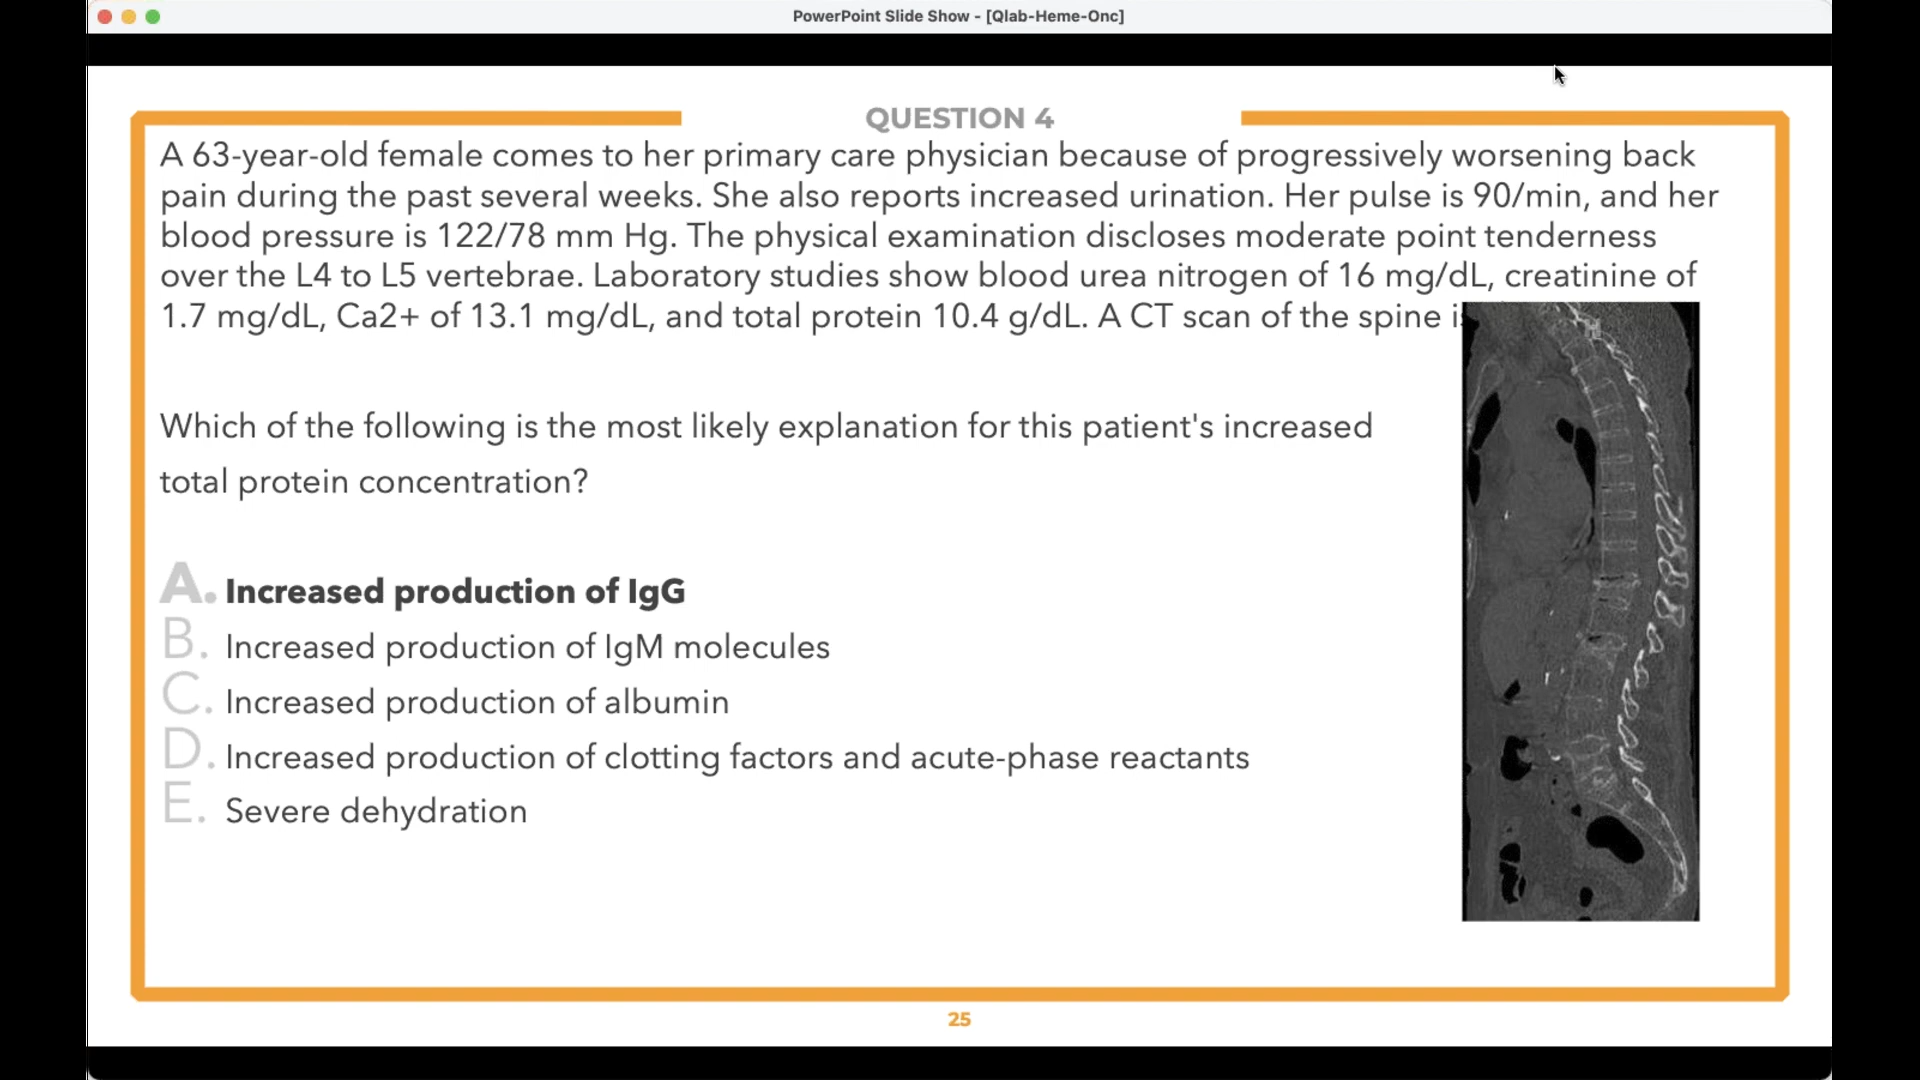 PowerPoint Slide Show - [Qlab-Heme-Onc]
QUESTION 4
A 63-year-old female comes to her primary care physician because of progressively worsening back
pain during the past several weeks. She also reports increased urination. Her pulse is 90/min, and her
blood pressure is 122/78 mm Hg. The physical examination discloses moderate point tenderness
over the L4 to L5 vertebrae. Laboratory studies show blood urea nitrogen of 16 mg/dL, creatinine of
1.7 mg/dL, Ca2+ of 13.1 mg/dL, and total protein 10.4 g/dL. A CT scan of the spine
Which of the following is the most likely explanation for this patient's increased
total protein concentration?
A. Increased production of IgG
B. Increased production of IgM molecules
C. Increased production of albumin
D. Increased production of clotting factors and acute-phase reactants
E. Severe dehydration
25